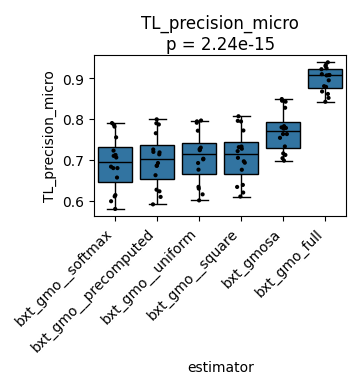 TL_precision_micro
p = 2.24e-15
TL_precision_micro
0.9
0.8
0.7
0.6
bxt_gmo__softmax
bxt_gmo__precomputed
bxt_gmo__uniform
bxt_gmo__square
bxt_gmosa
bxt_gmo_full
estimator